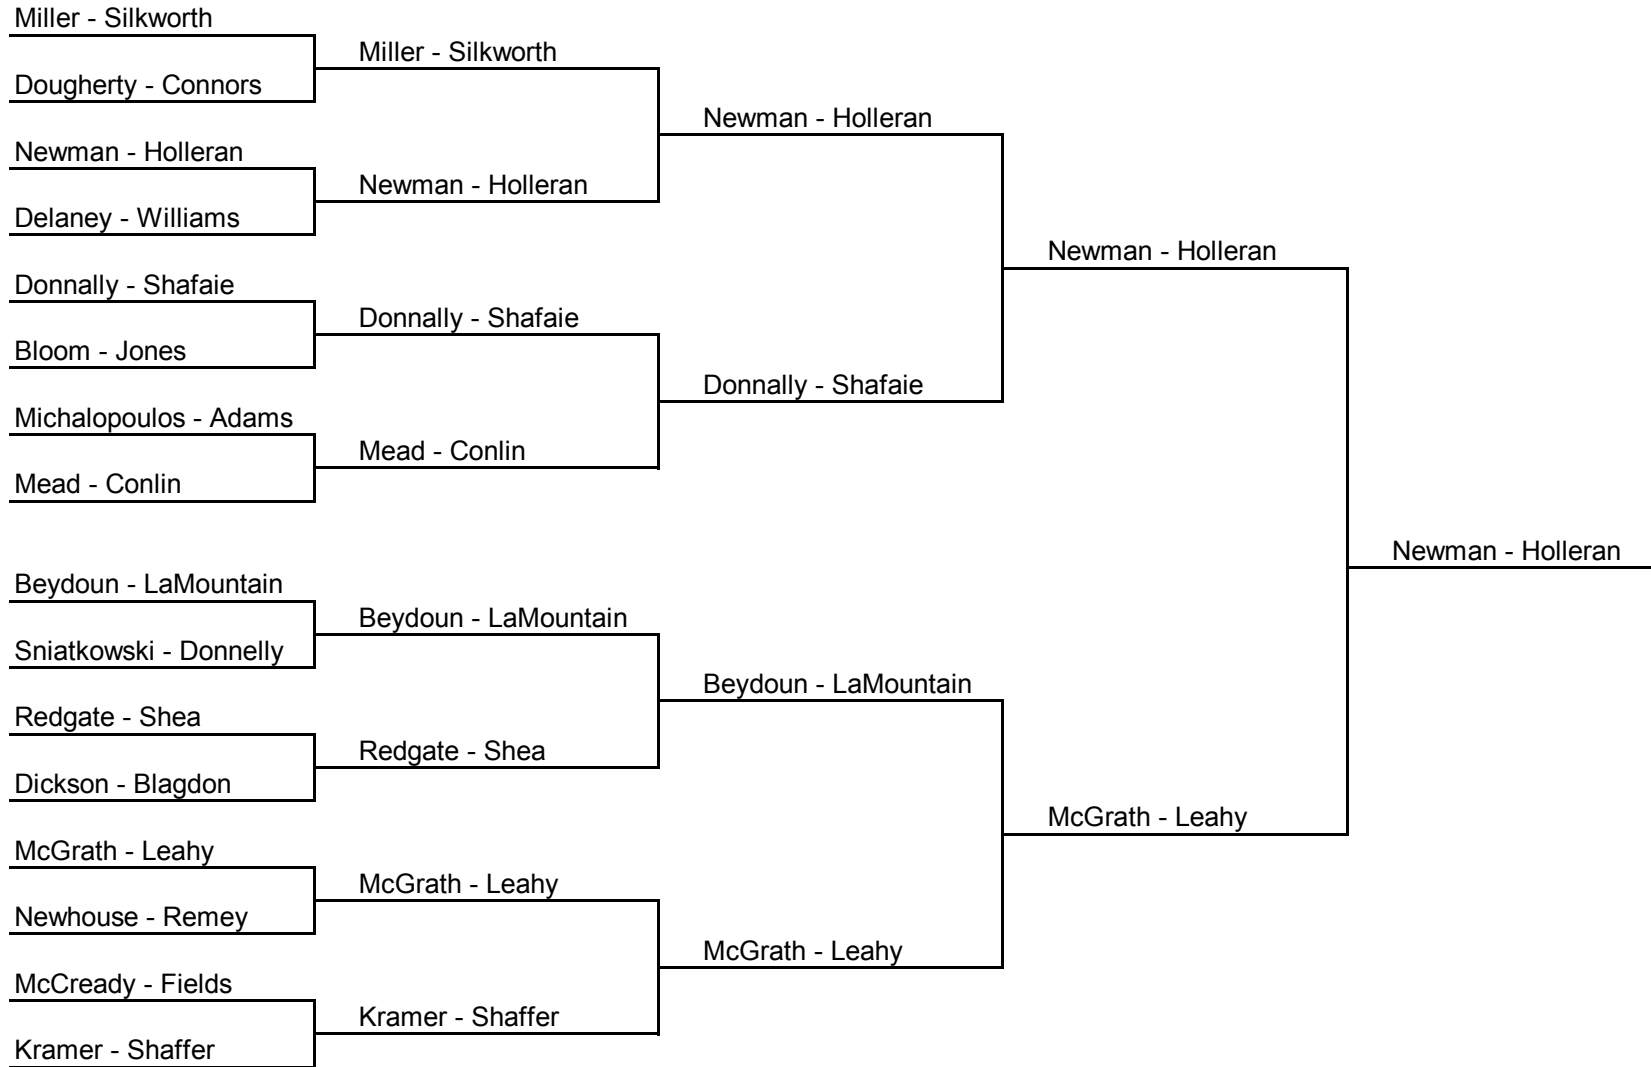 Miller - Silkworth
Dougherty - Connors
Newman - Holleran
Delaney - Williams
Donnally - Shafaie
Bloom - Jones
Michalopoulos - Adams
Mead - Conlin
Beydoun - LaMountain
Sniatkowski - Donnelly
Redgate - Shea
Dickson - Blagdon
McGrath - Leahy
Newhouse - Remey
McCready - Fields
Kramer - Shaffer
Miller - Silkworth
Newman - Holleran
Donnally - Shafaie
Mead - Conlin
Beydoun - LaMountain
Redgate - Shea
McGrath - Leahy
Kramer - Shaffer
Newman - Holleran
Donnally - Shafaie
Beydoun - LaMountain
McGrath - Leahy
Newman - Holleran
McGrath - Leahy
Newman - Holleran